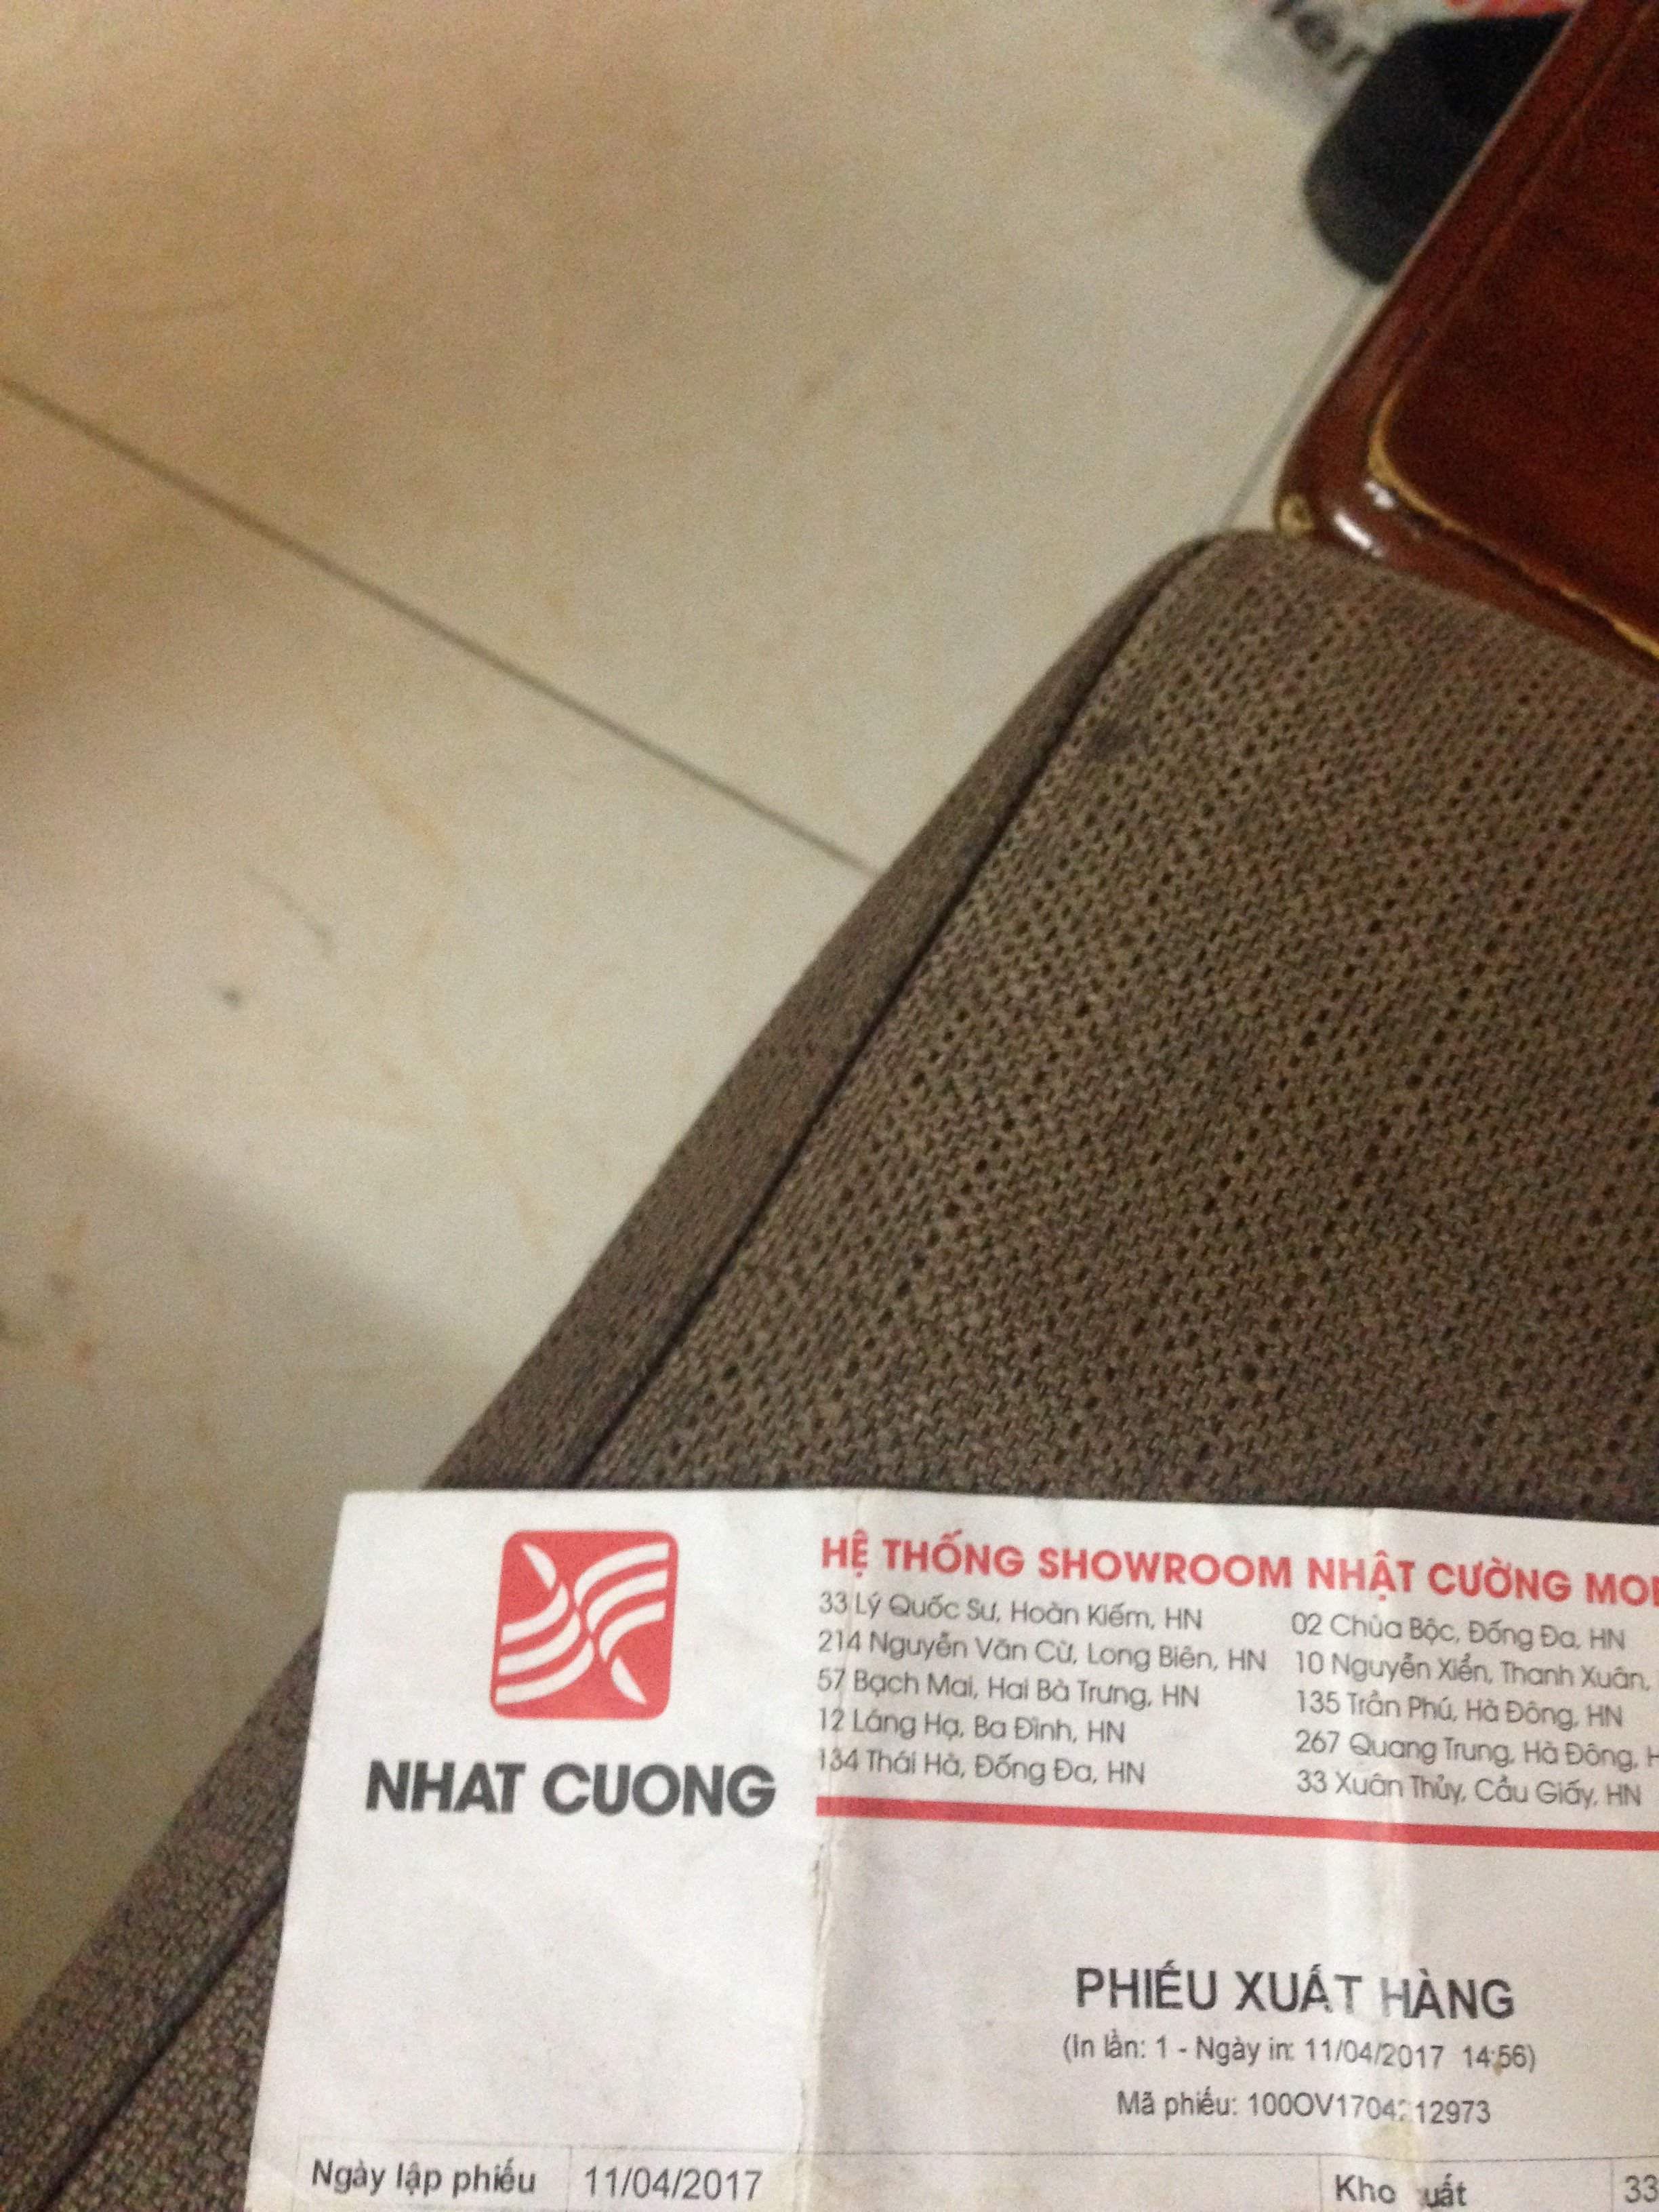 NHAT CUONG
HỆ THỐNG SHOWROOM NHẬT CƯỜNG
33 Lý Quốc Sư, Hoàn Kiếm, HN
214 Nguyễn Văn Cừ, Long Biên, HN
57 Bạch Mai, Hai Bà Trưng, HN
12 Láng Hạ, Ba Đình, HN
134 Thái Hà, Đống Đa, HN
02 Chùa Bộc, Đống Đa, HN
10 Nguyễn Xiển, Thanh Xuân,
135 Trần Phú, Hà Đông, HN
267 Quang Trung, Hà Đông,
33 Xuân Thủy, Cầu Giấy, HN
PHIẾU XUẤT HÀNG
(In lần: 1 - Ngày in: 11/04/2017 14:56)
Mã phiếu:
Ngày lập phiếu 11/04/2017 Kho 33